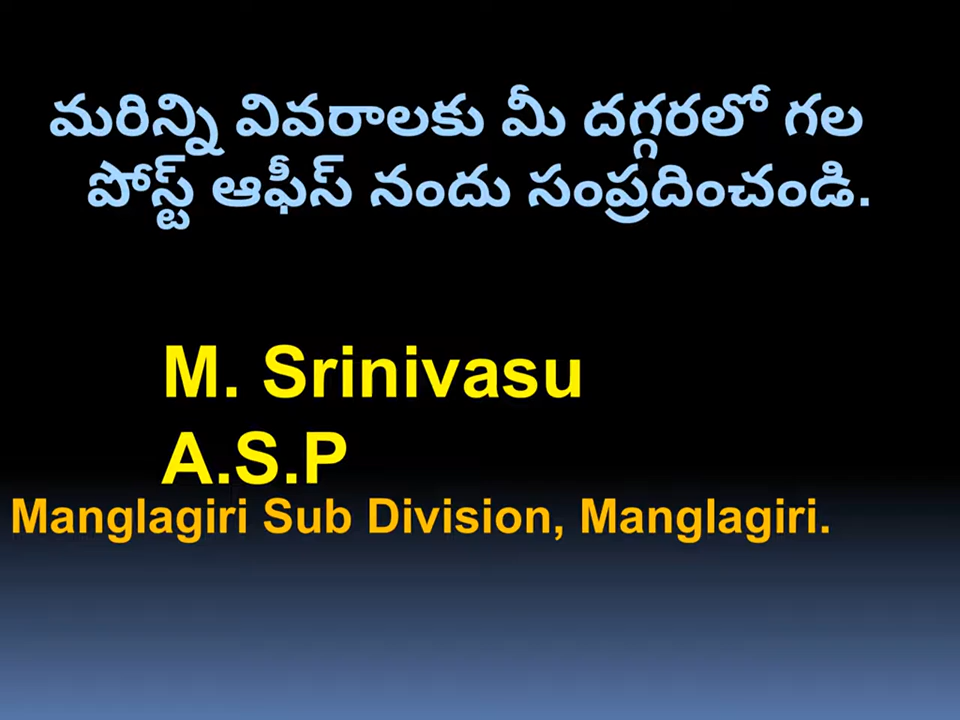 మరిన్ని వివరాలకు మీ దగ్గరలో గల
పోస్ట్ ఆఫీస్ నందు సంప్రదించండి.
M. Srinivasu
A.S.P
Manglagiri Sub Division, Manglagiri.